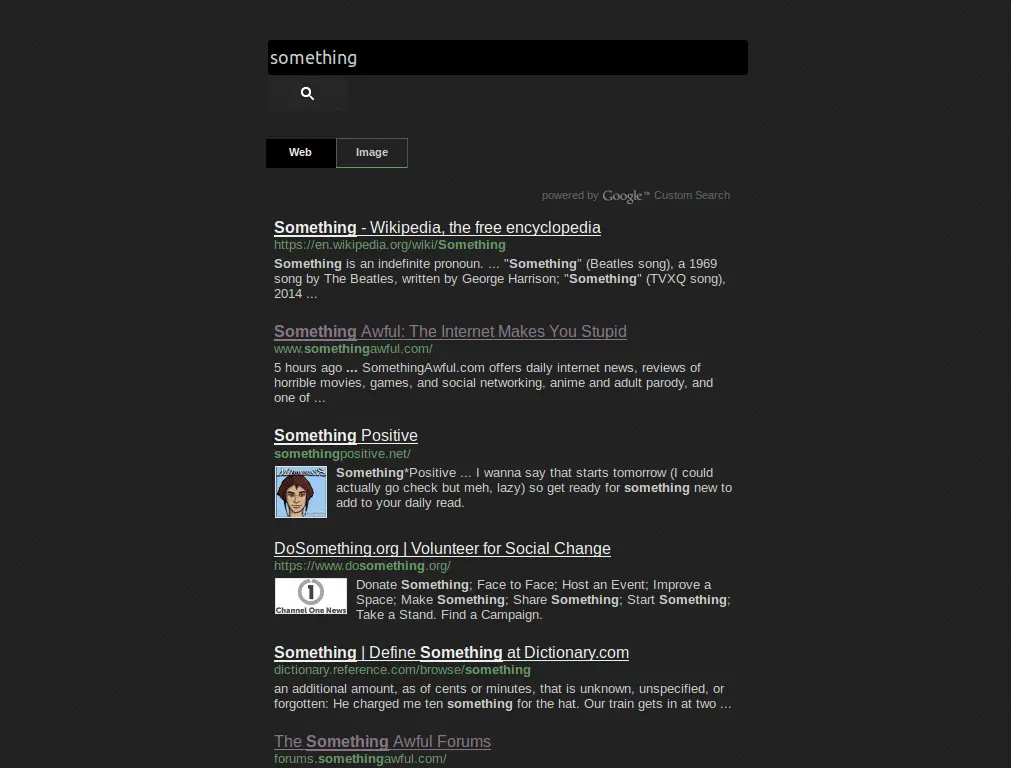 something
Web Image
powered by Google™ Custom Search
Something - Wikipedia, the free encyclopedia
https://en.wikipedia.org/wiki/Something
Something is an indefinite pronoun. ... "Something" (Beatles song), a 1969
song by The Beatles, written by George Harrison; "Something" (TVXQ song),
2014 ...
Something Awful: The Internet Makes You Stupid
www.somethingawful.com/
5 hours ago ... SomethingAwful.com offers daily internet news, reviews of
horrible movies, games, and social networking, anime and adult parody, and
one of ...
Something Positive
somethingpositive.net/
Something*Positive ... I wanna say that starts tomorrow (I could
actually go check but meh, lazy) so get ready for something new to
add to your daily read.
DoSomething.org | Volunteer for Social Change
https://www.dosomething.org/
1
Channel One News
Donate Something; Face to Face; Host an Event; Improve a
Space; Make Something; Share Something; Start Something;
Take a Stand. Find a Campaign.
Something | Define Something at Dictionary.com
dictionary.reference.com/browse/something
an additional amount, as of cents or minutes, that is unknown, unspecified, or
forgotten: He charged me ten something for the hat. Our train gets in at two ...
The Something Awful Forums
forums.somethingawful.com/